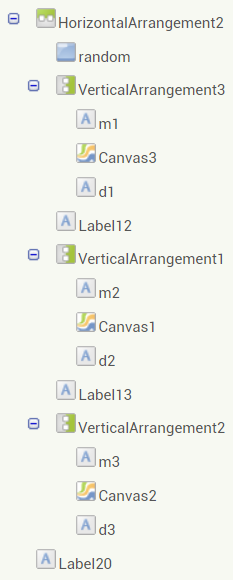 HorizontalArrangement2
random
VerticalArrangement3
A m1
Canvas3
A d1
A Label12
VerticalArrangement1
A m2
Canvas1
A d2
A Label13
VerticalArrangement2
A m3
Canvas2
A d3
A Label20